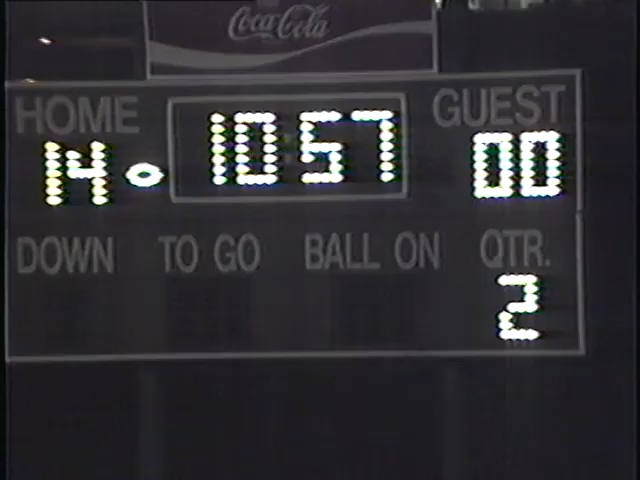 Coca-Cola
HOME 10:57 GUEST
14 00
DOWN TO GO BALL ON QTR.
2